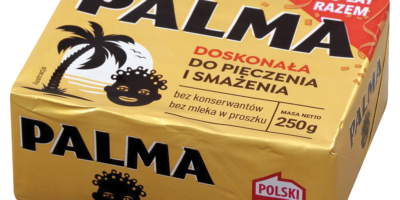 RAZEM
PALMA
DOSKONAŁA
DO PIECZENIA
I SMAŻENIA
bez konserwantów
bez mleka w proszku
MASA NETTO
250g
PALMA
POLSKI